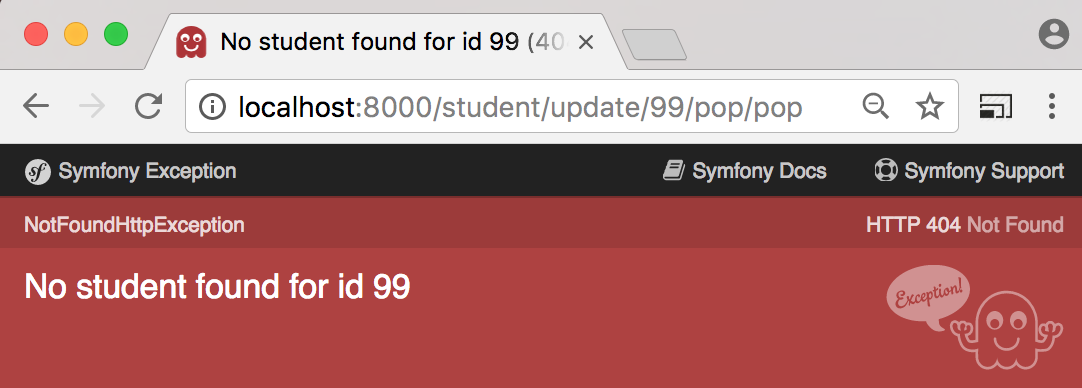 No student found for id 99 (40
localhost:8000/student/update/99/pop/pop
sf Symfony Exception
Symfony Docs
Symfony Support
NotFoundHttpException
HTTP 404 Not Found
No student found for id 99
Exception!